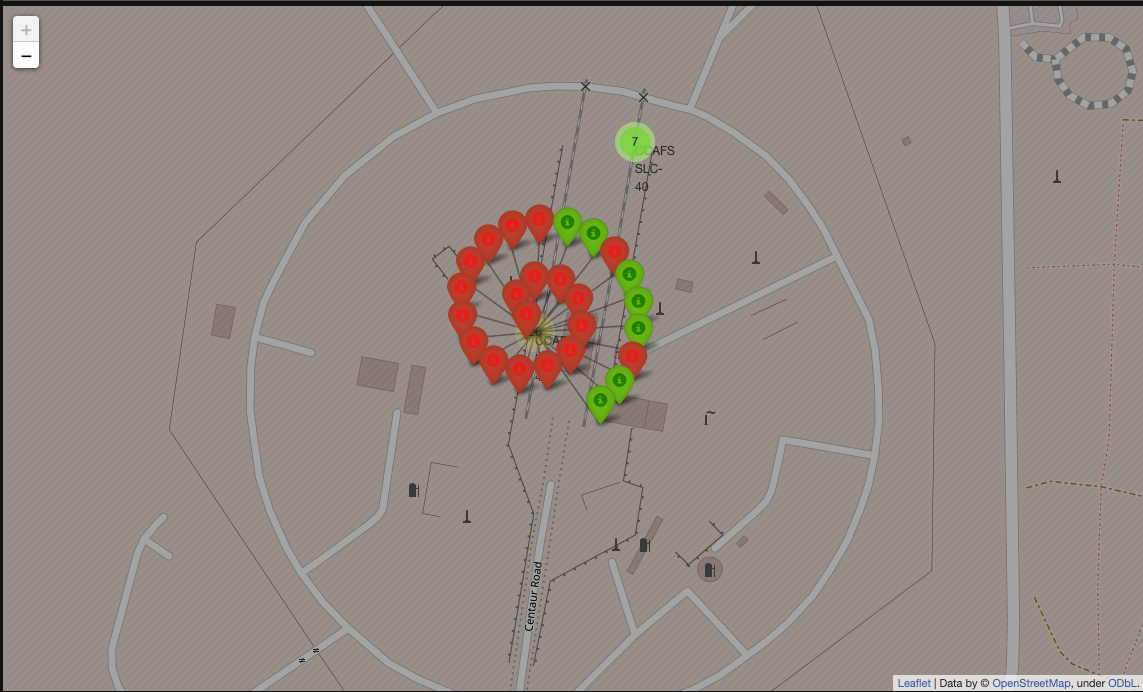 +
−
7
CCAFS
SLC-
40
Centaur Road
Leaflet | Data by © OpenStreetMap, under ODbL.